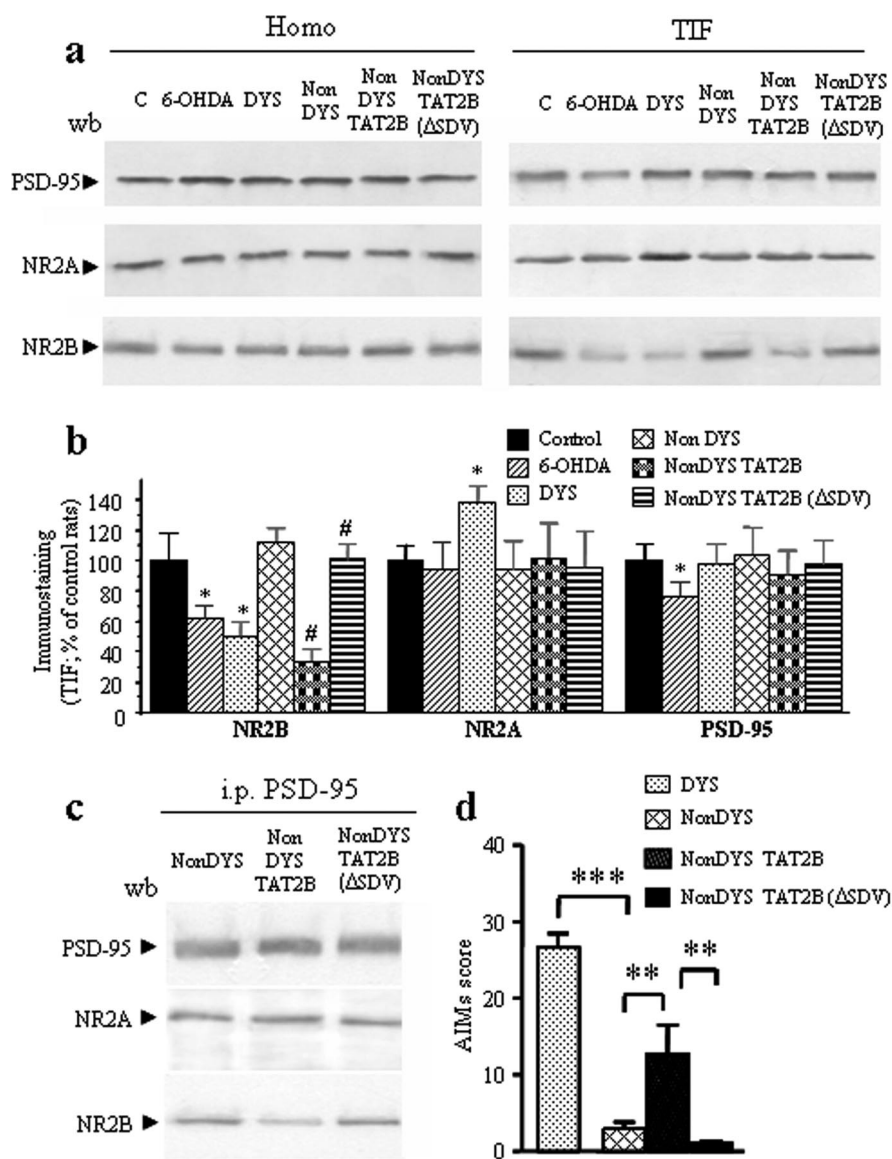 a
Homo
TIF
wb
C 6-OHDA DYS Non DYS Non DYS TAT2B NonDYS TAT2B (ΔSDV)
C 6-OHDA DYS Non DYS Non DYS TAT2B NonDYS TAT2B (ΔSDV)
PSD-95
NR2A
NR2B
b
Control
6-OHDA
DYS
Non DYS
NonDYS TAT2B
NonDYS TAT2B (ΔSDV)
Immunostaining
(TIF, % of control rats)
140
120
100
80
60
40
20
0
* * # #
*
*
NR2B NR2A PSD-95
c
i.p. PSD-95
wb
NonDYS Non DYS TAT2B NonDYS TAT2B (ΔSDV)
PSD-95
NR2A
NR2B
d
DYS
NonDYS
NonDYS TAT2B
NonDYS TAT2B (ΔSDV)
AIMs score
40
30
20
10
0
***
**
**